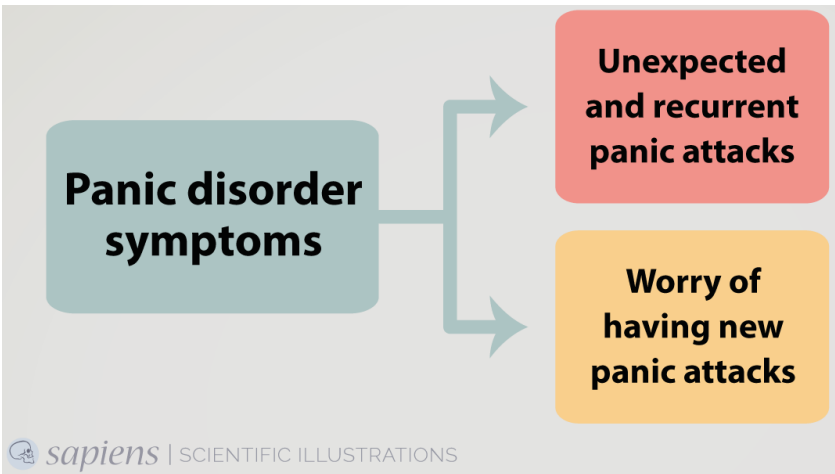 Panic disorder
symptoms
Unexpected
and recurrent
panic attacks
Worry of
having new
panic attacks
sapiens | SCIENTIFIC ILLUSTRATIONS